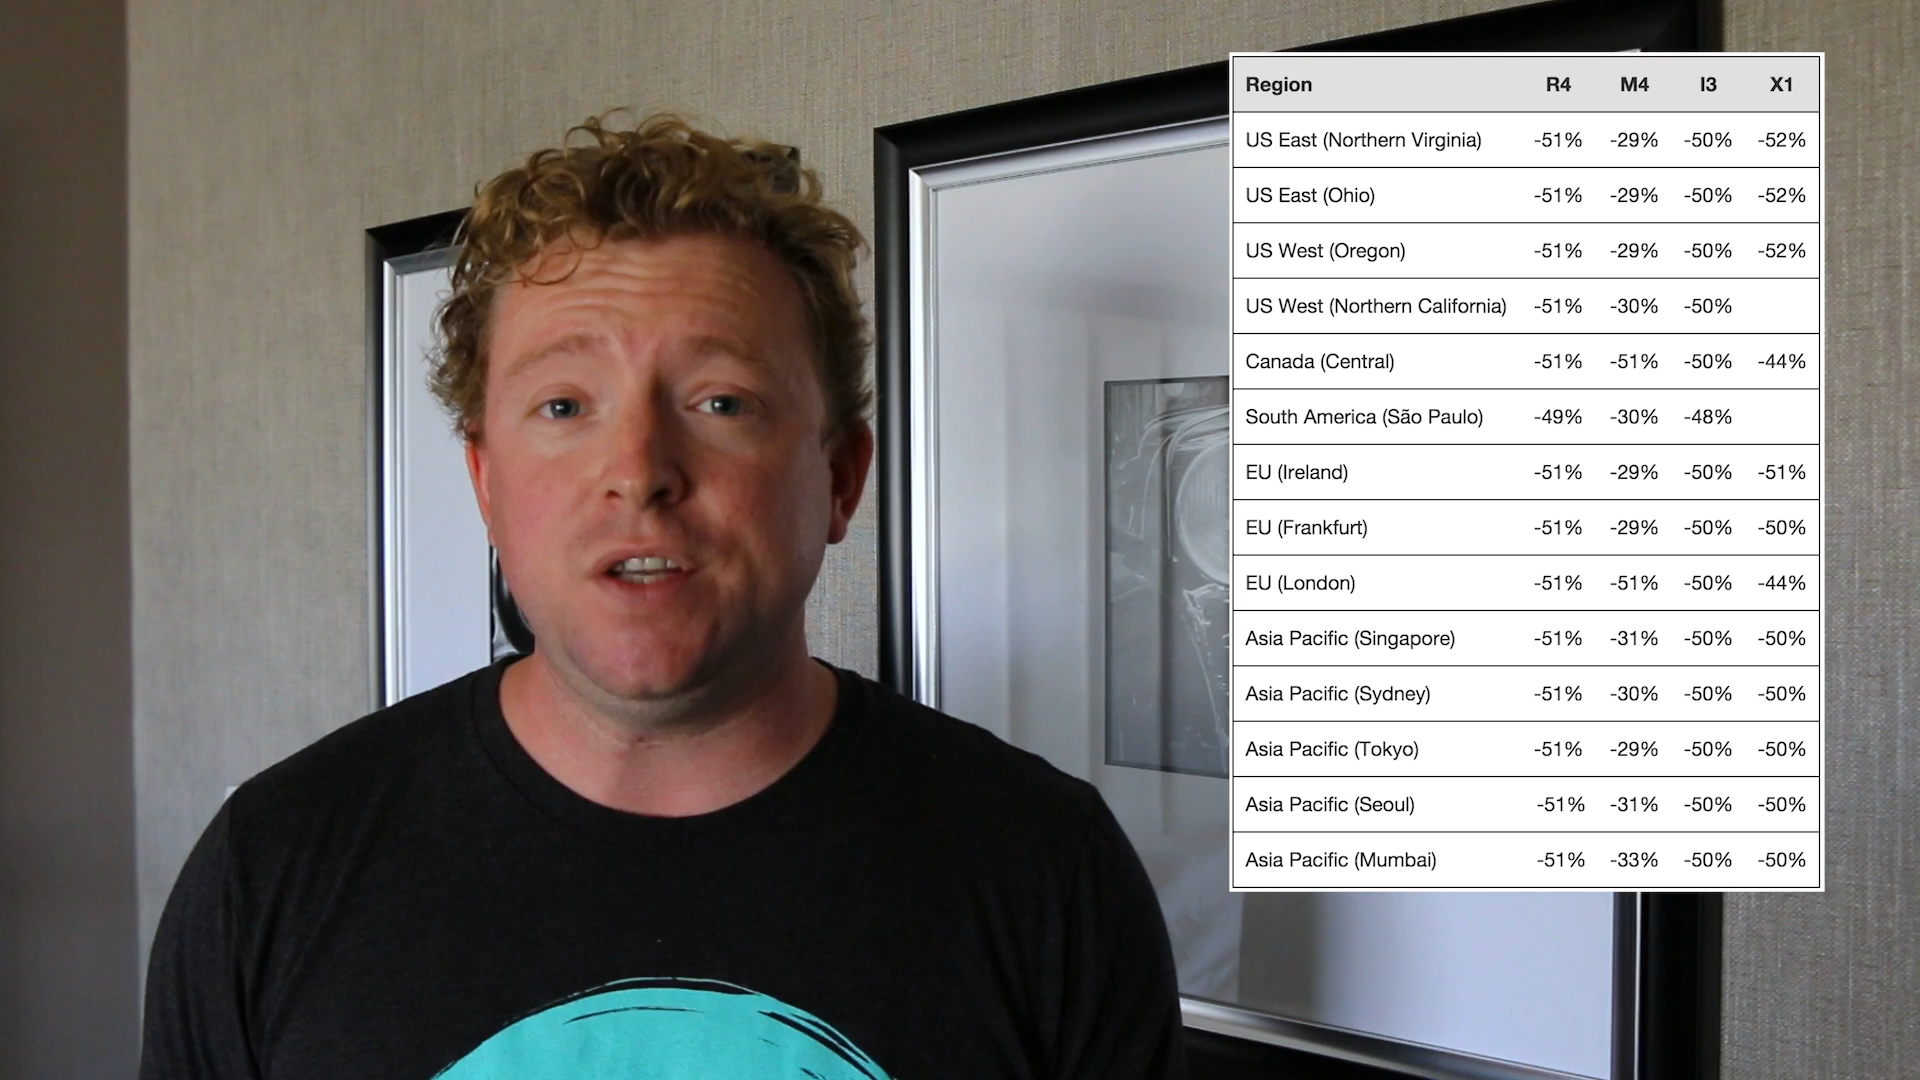 Region R4 M4 I3 X1
US East (Northern Virginia) -51% -29% -50% -52%
US East (Ohio) -51% -29% -50% -52%
US West (Oregon) -51% -29% -50% -52%
US West (Northern California) -51% -30% -50%
Canada (Central) -51% -51% -50% -44%
South America (São Paulo) -49% -30% -48%
EU (Ireland) -51% -29% -50% -51%
EU (Frankfurt) -51% -29% -50% -50%
EU (London) -51% -51% -50% -44%
Asia Pacific (Singapore) -51% -31% -50% -50%
Asia Pacific (Sydney) -51% -30% -50% -50%
Asia Pacific (Tokyo) -51% -29% -50% -50%
Asia Pacific (Seoul) -51% -31% -50% -50%
Asia Pacific (Mumbai) -51% -33% -50% -50%